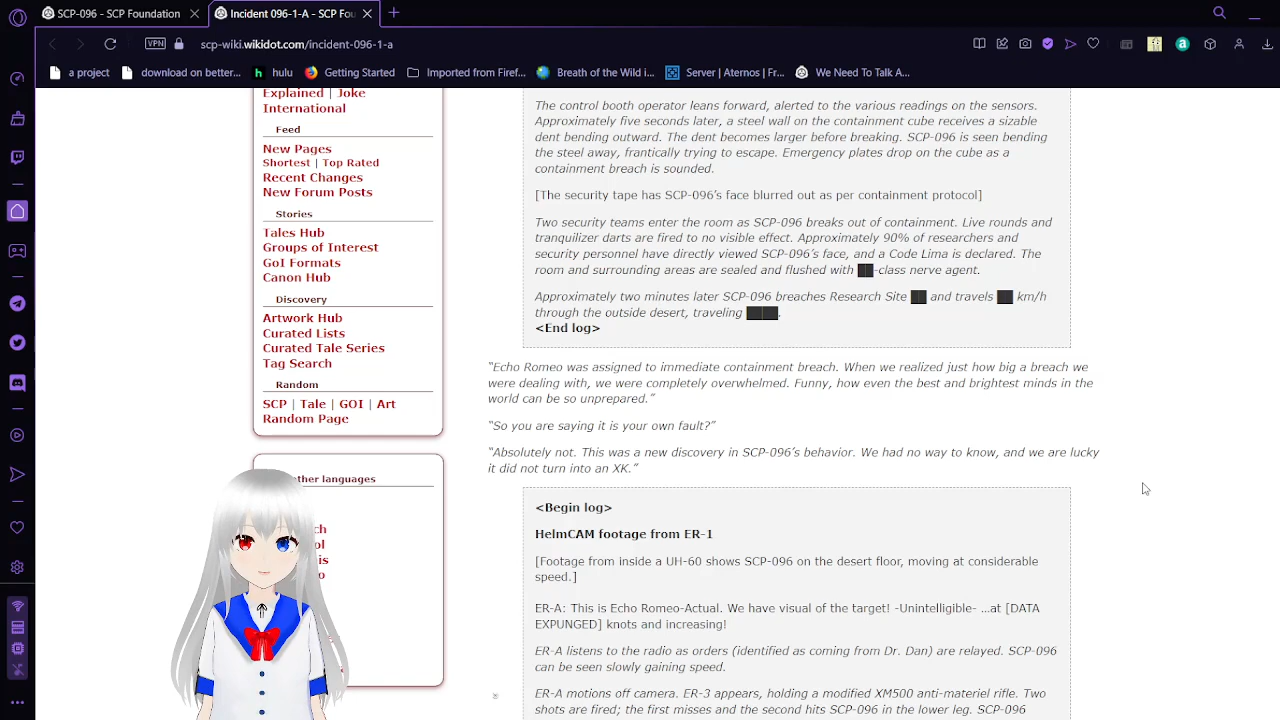 SCP-096 - SCP Foundation
Incident 096-1-A - SCP Fou
scp-wiki.wikidot.com/incident-096-1-a
VPN
a project
download on better...
hulu
Getting Started
Imported from Firef...
Breath of the Wild i...
Server | Aternos | Fr...
We Need To Talk A...
Explained | Joke
International
Feed
New Pages
Shortest | Top Rated
Recent Changes
New Forum Posts
Stories
Tales Hub
Groups of Interest
GoI Formats
Canon Hub
Discovery
Artwork Hub
Curated Lists
Curated Tale Series
Tag Search
Random
SCP | Tale | GOI | Art
Random Page
ther languages
ch
ol
is
o
The control booth operator leans forward, alerted to the various readings on the sensors.
Approximately five seconds later, a steel wall on the containment cube receives a sizable
dent bending outward. The dent becomes larger before breaking. SCP-096 is seen bending
the steel away, frantically trying to escape. Emergency plates drop on the cube as a
containment breach is sounded.
[The security tape has SCP-096’s face blurred out as per containment protocol]
Two security teams enter the room as SCP-096 breaks out of containment. Live rounds and
tranquilizer darts are fired to no visible effect. Approximately 90% of researchers and
security personnel have directly viewed SCP-096’s face, and a Code Lima is declared. The
room and surrounding areas are sealed and flushed with ██-class nerve agent.
Approximately two minutes later SCP-096 breaches Research Site ██ and travels ██ km/h
through the outside desert, traveling ████.
<End log>
“Echo Romeo was assigned to immediate containment breach. When we realized just how big a breach we
were dealing with, we were completely overwhelmed. Funny, how even the best and brightest minds in the
world can be so unprepared.”
“So you are saying it is your own fault?”
“Absolutely not. This was a new discovery in SCP-096’s behavior. We had no way to know, and we are lucky
it did not turn into an XK.”
<Begin log>
HelmCAM footage from ER-1
[Footage from inside a UH-60 shows SCP-096 on the desert floor, moving at considerable
speed.]
ER-A: This is Echo Romeo-Actual. We have visual of the target! -Unintelligible- …at [DATA
EXPUNGED] knots and increasing!
ER-A listens to the radio as orders (identified as coming from Dr. Dan) are relayed. SCP-096
can be seen slowly gaining speed.
ER-A motions off camera. ER-3 appears, holding a modified XM500 anti-materiel rifle. Two
shots are fired; the first misses and the second hits SCP-096 in the lower leg. SCP-096